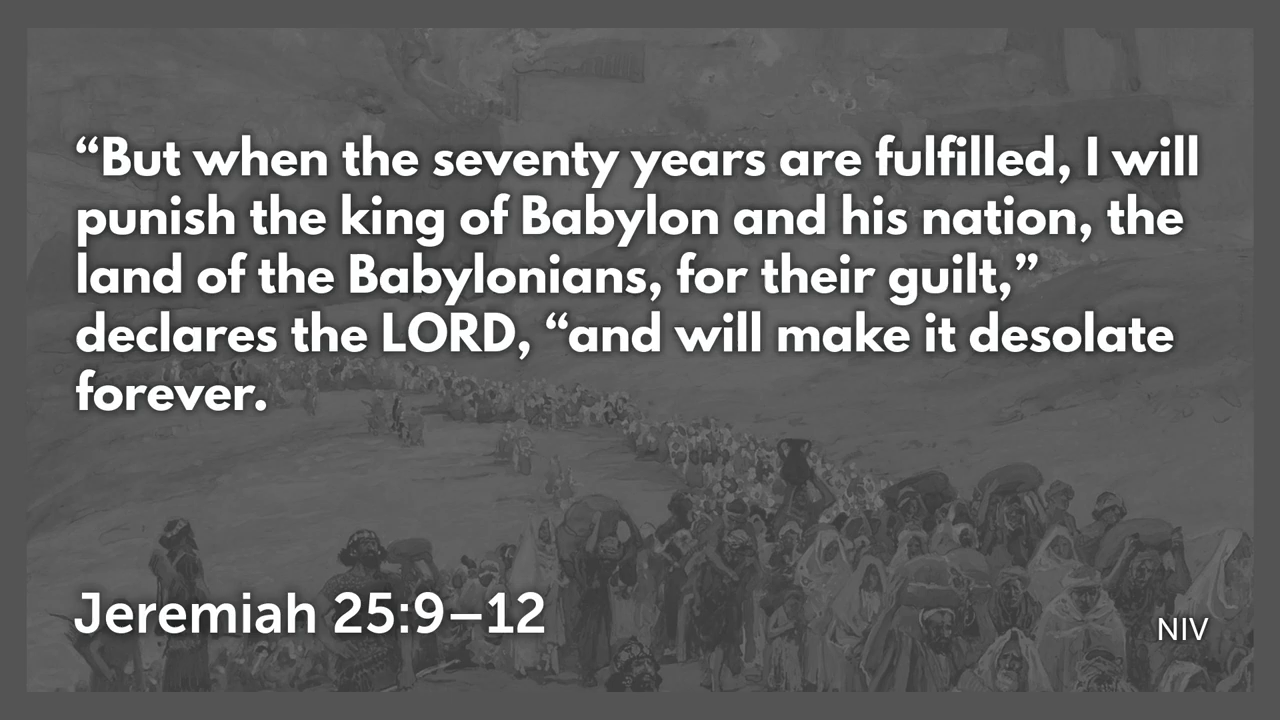 “But when the seventy years are fulfilled, I will
punish the king of Babylon and his nation, the
land of the Babylonians, for their guilt,”
declares the LORD, “and will make it desolate
forever.
Jeremiah 25:9–12
NIV